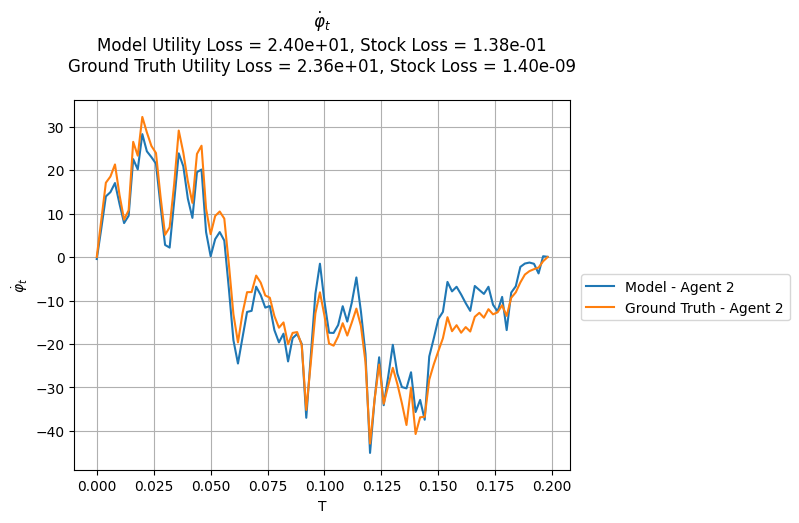 φ̇ₜ
Model Utility Loss = 2.40e+01, Stock Loss = 1.38e-01
Ground Truth Utility Loss = 2.36e+01, Stock Loss = 1.40e-09
30
20
10
0
−10
−20
−30
−40
φ̇ₜ
0.000
0.025
0.050
0.075
0.100
0.125
0.150
0.175
0.200
T
Model - Agent 2
Ground Truth - Agent 2